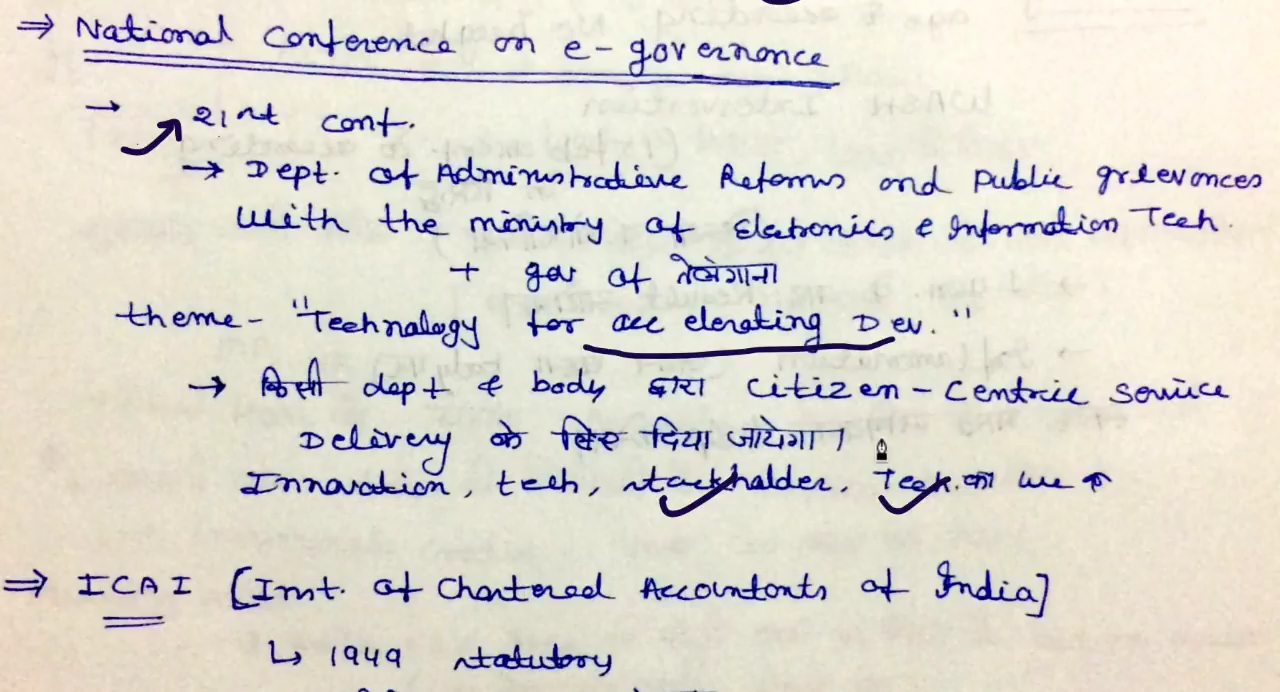 ⇒ National Conference on e-governance
→ 21st conf.
→ Dept. of Administrative Reforms and Public grievances
with the ministry of Eletronics & Information Tech.
+ gov of तेलंगाना
theme - "Technology for accelerating Dev."
→ किसी dept & body द्वारा citizen-centric service
Delivery के लिए दिया जायेगा।
Innovation, tech, stackholder, Tech. का use
⇒ ICAI [Inst. of Chartered Accountants of India]
↳ 1949 statutory